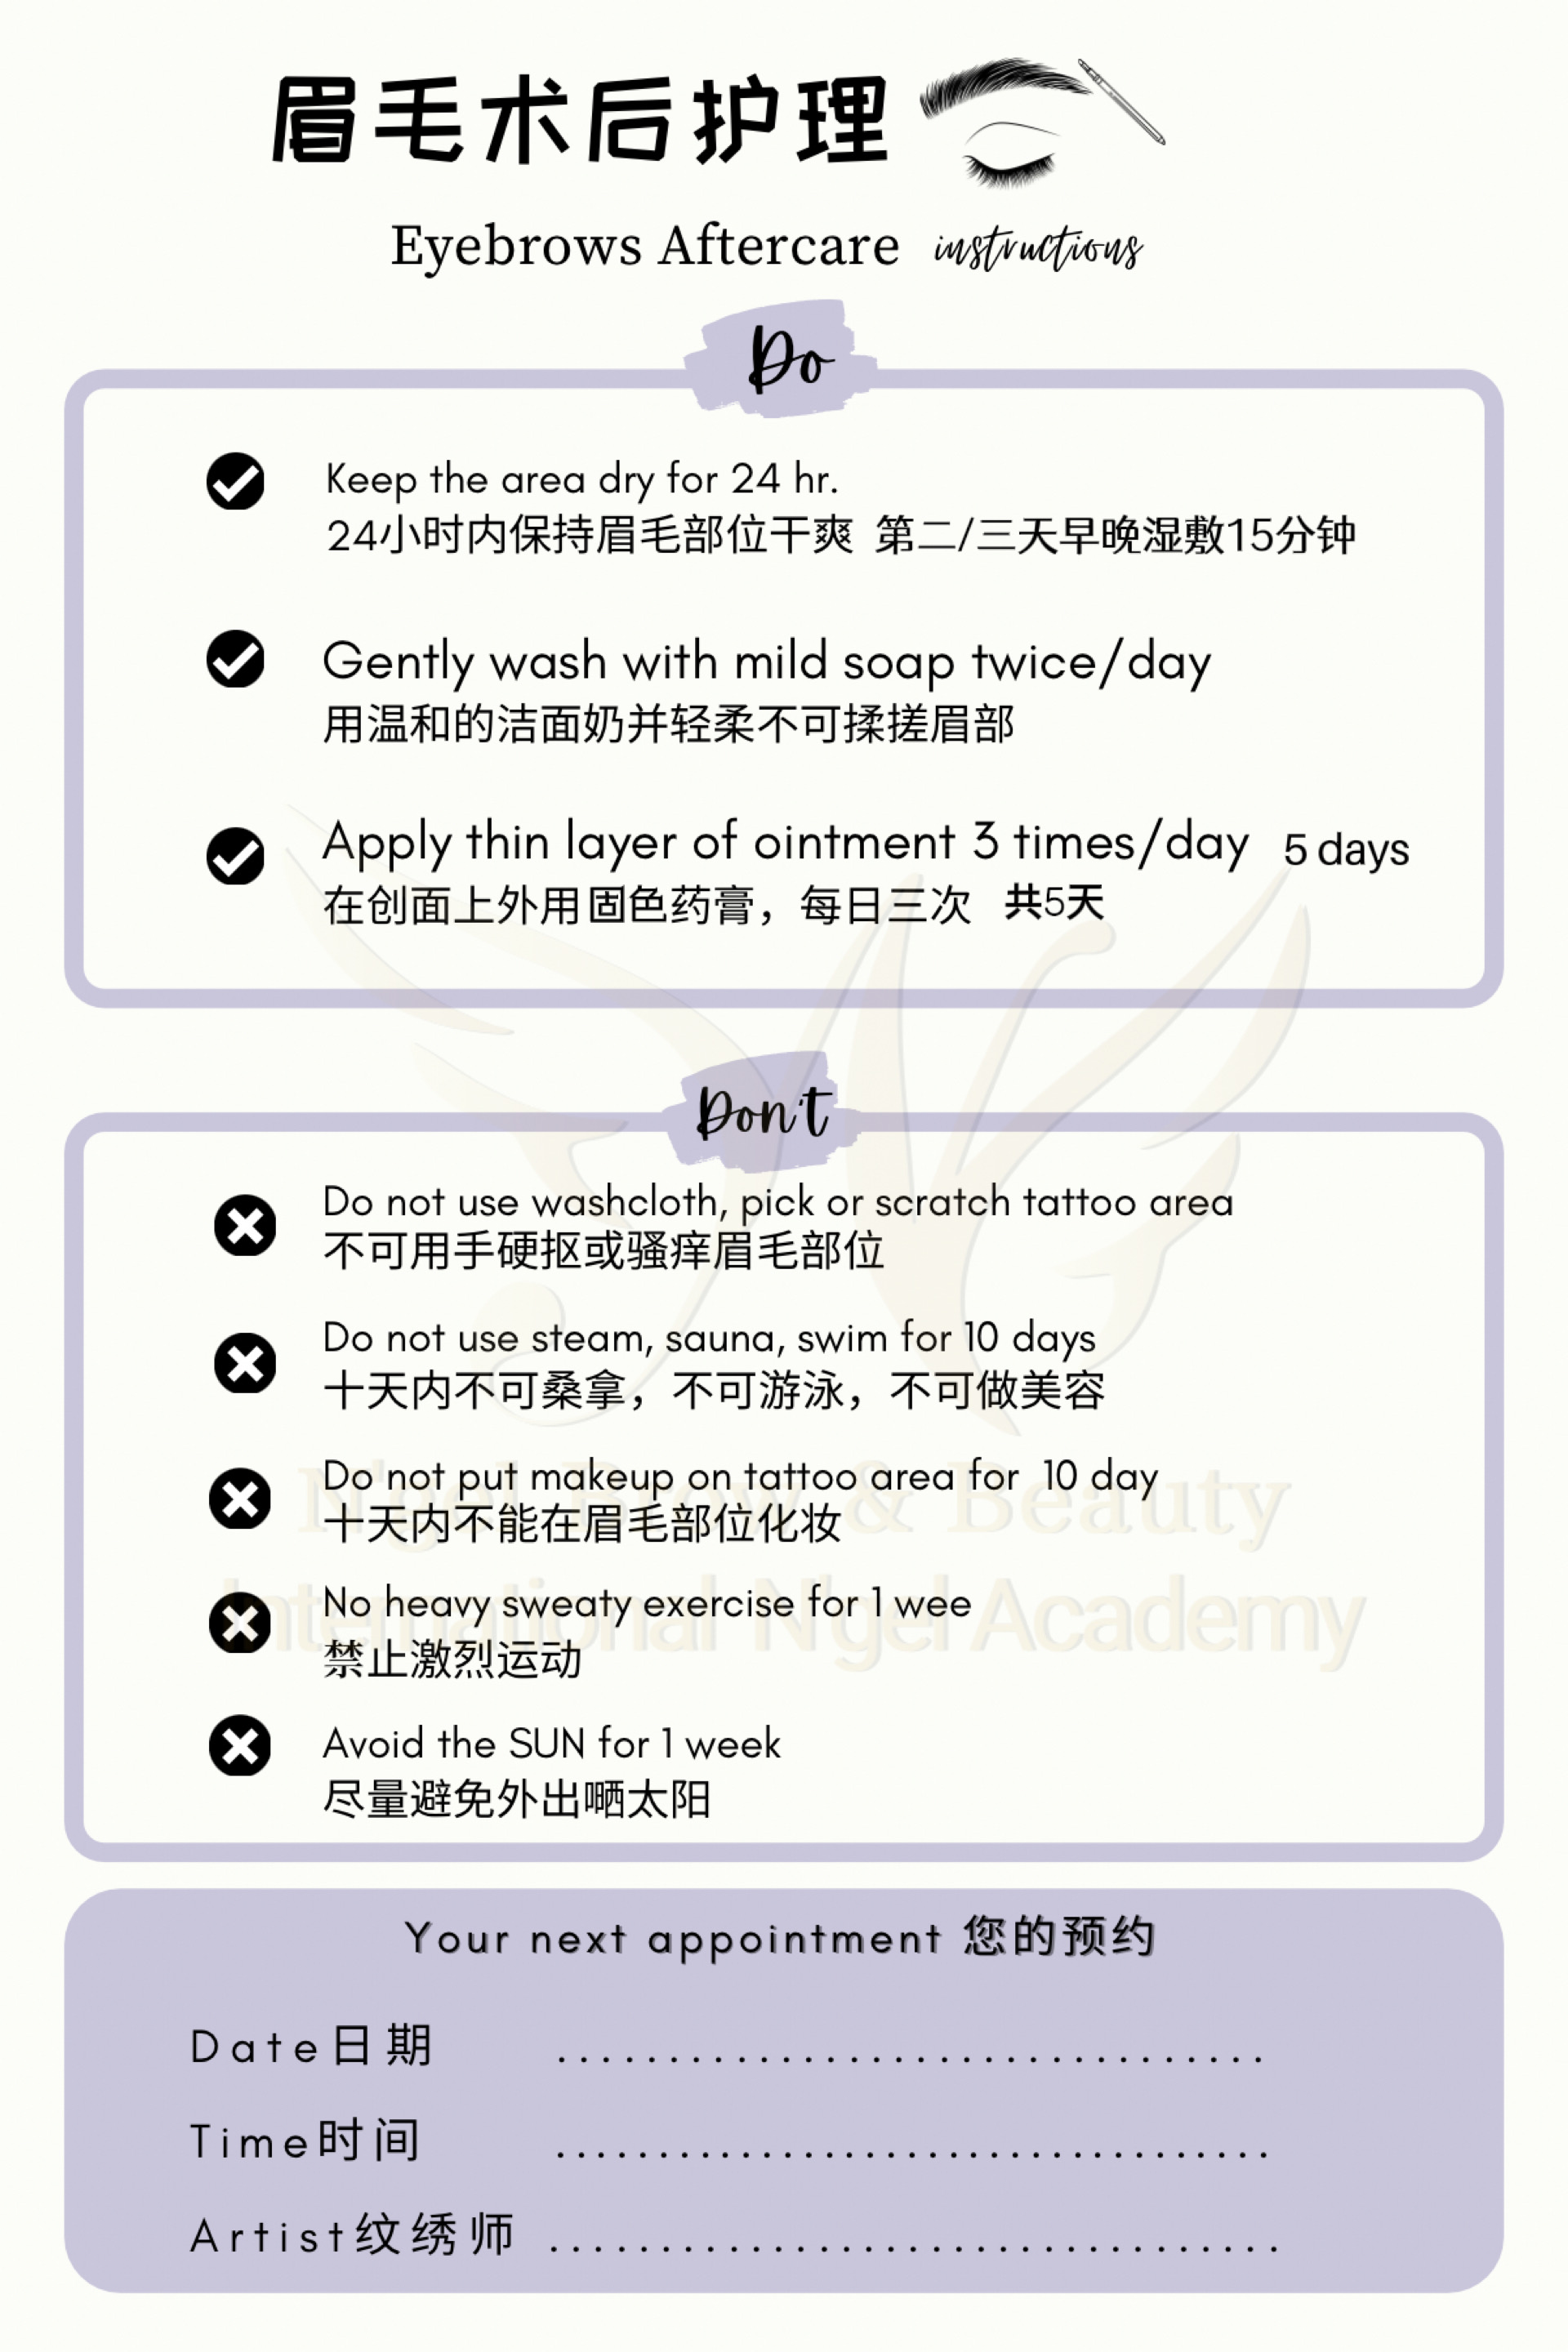 眉毛术后护理
Eyebrows Aftercare instructions
Do
Keep the area dry for 24 hr.
24小时内保持眉毛部位干爽 第二/三天早晚湿敷15分钟
Gently wash with mild soap twice/day
用温和的洁面奶并轻柔不可揉搓眉部
Apply thin layer of ointment 3 times/day 5 days
在创面上外用固色药膏，每日三次 共5天
Don't
Do not use washcloth, pick or scratch tattoo area
不可用手硬抠或骚痒眉毛部位
Do not use steam, sauna, swim for 10 days
十天内不可桑拿，不可游泳，不可做美容
Do not put makeup on tattoo area for 10 day
十天内不能在眉毛部位化妆
N'gel Brow & Beauty
No heavy sweaty exercise for 1 wee
International N'gel Academy
禁止激烈运动
Avoid the SUN for 1 week
尽量避免外出嗮太阳
Your next appointment 您的预约
Date日期 .................................
Time时间 .................................
Artist纹绣师 .................................